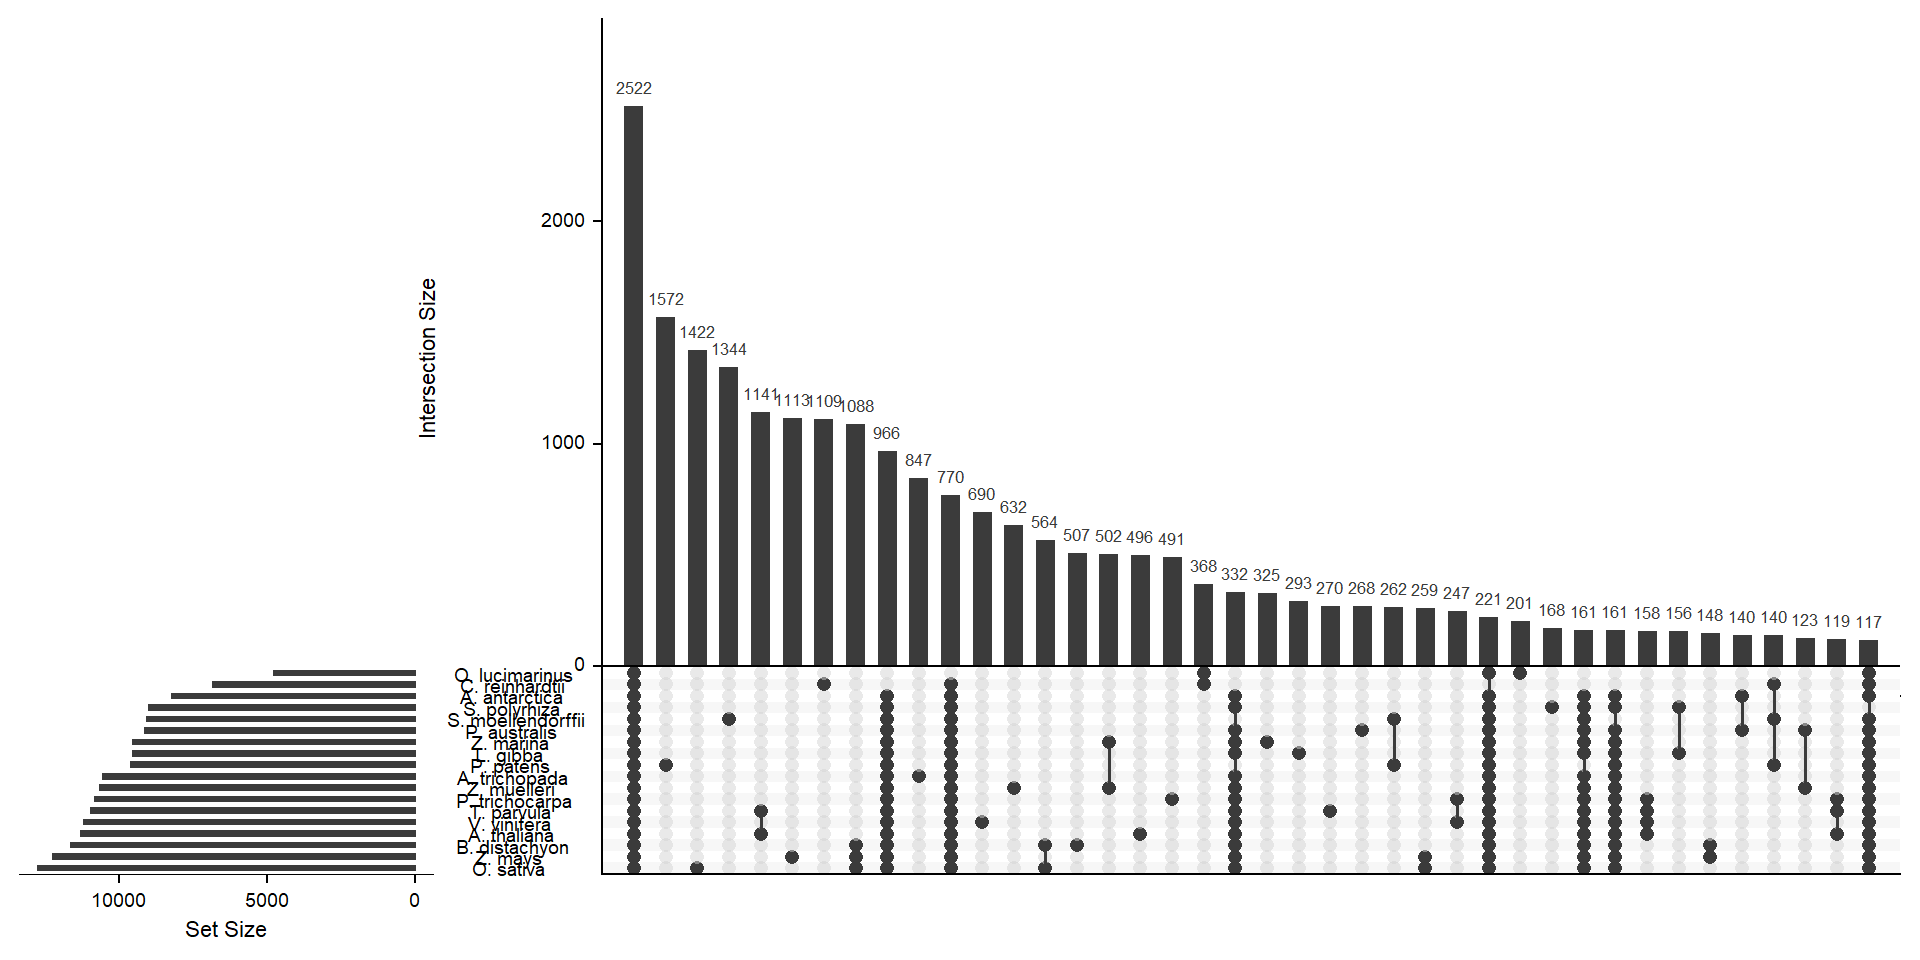 2522
1572
1422
1344
1141
1113
1109
1088
966
847
770
690
632
564
507
502
496
491
368
332
325
293
270
268
262
259
247
221
201
168
161
161
158
156
148
140
140
123
119
117
2000
1000
0
Intersection Size
O. lucimarinus
C. reinhardtii
A. antarctica
S. polyrhiza
S. moellendorffii
P. australis
Z. marina
L. gibba
P. patens
A. trichopada
Z. muelleri
P. trichocarpa
T. parvula
V. vinifera
A. thaliana
B. distachyon
Z. mays
O. sativa
10000
5000
0
Set Size